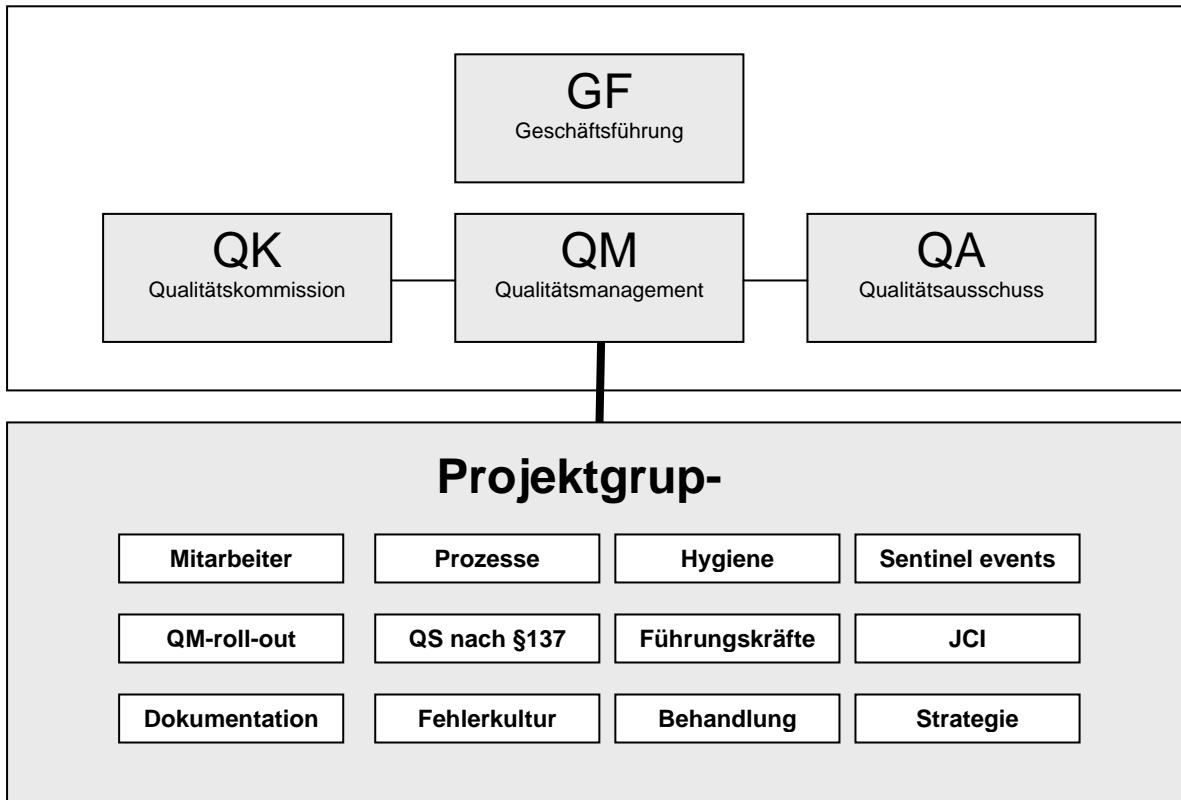 GF
Geschäftsführung
QK
Qualitätskommission
QM
Qualitätsmanagement
QA
Qualitätsausschuss
Projektgrup-
Mitarbeiter
Prozesse
Hygiene
Sentinel events
QM-roll-out
QS nach §137
Führungskräfte
JCI
Dokumentation
Fehlerkultur
Behandlung
Strategie